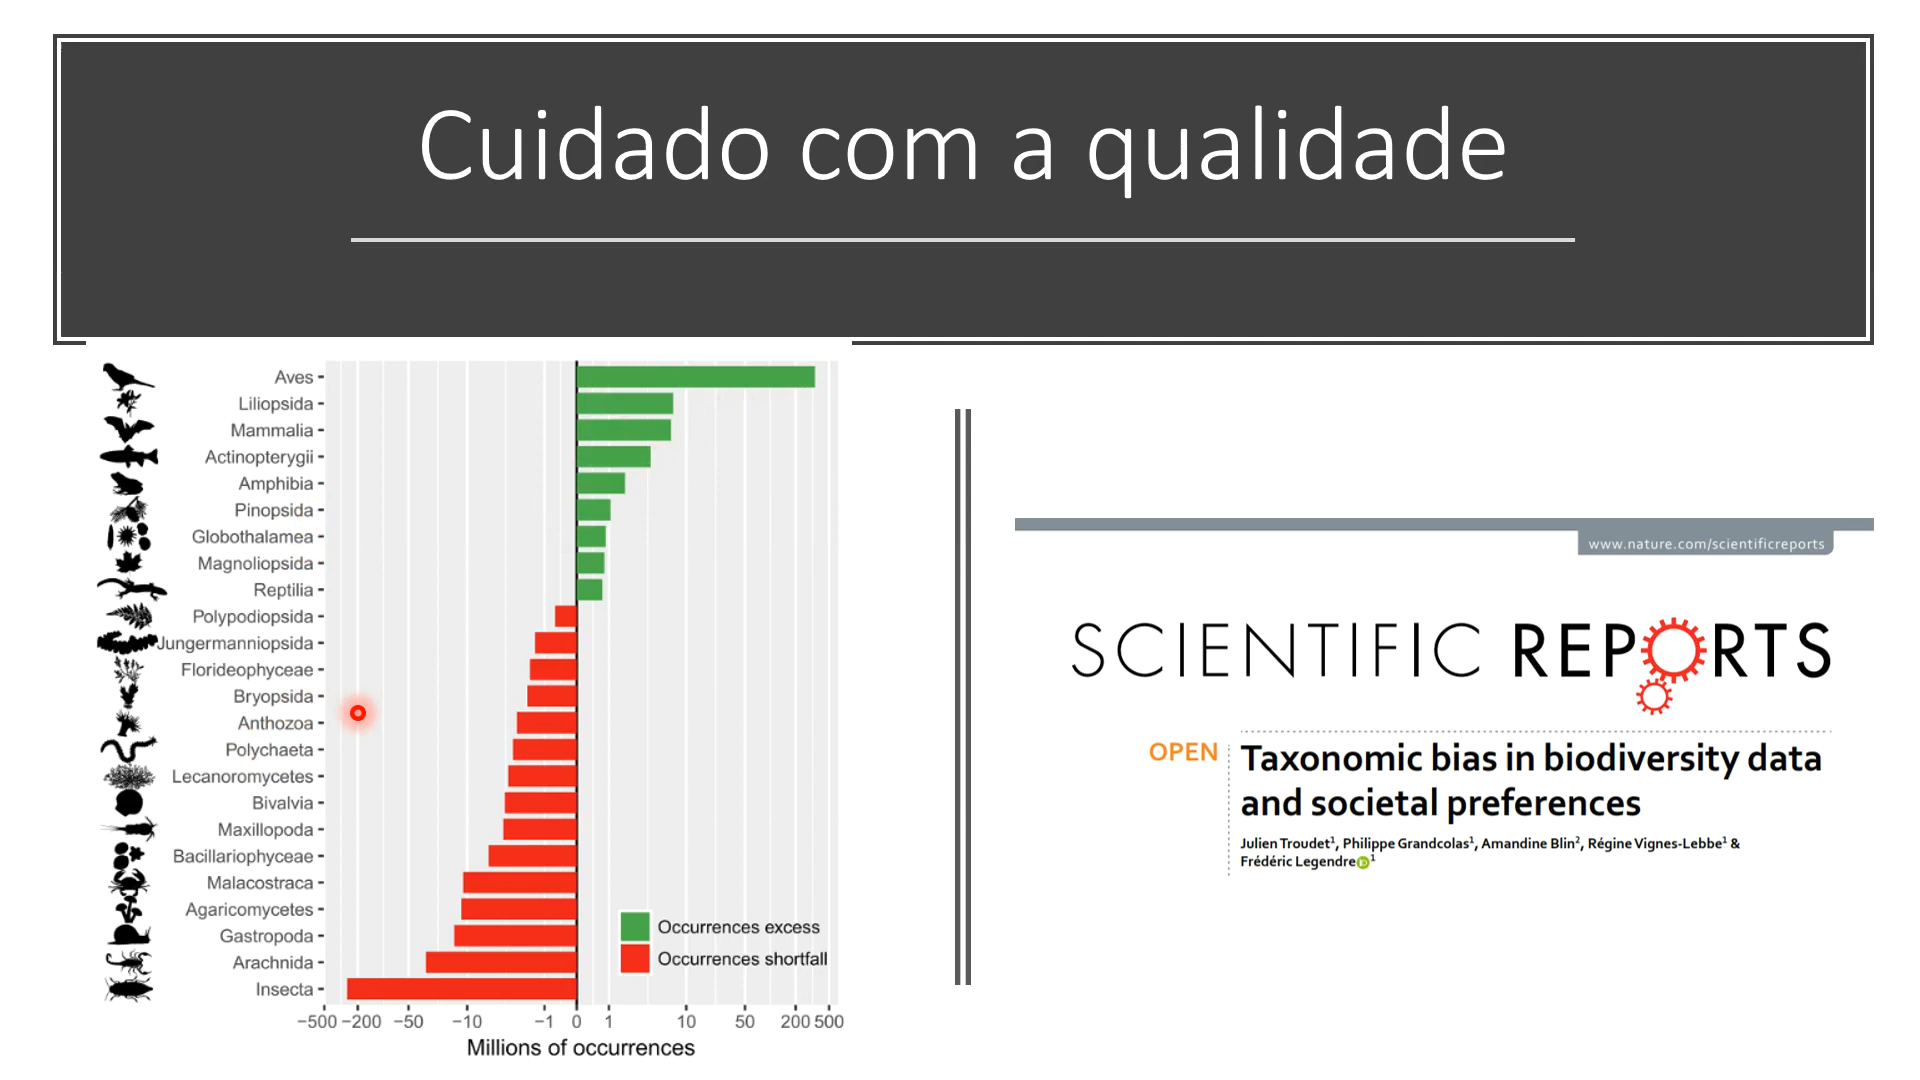 Cuidado com a qualidade
Aves
Liliopsida
Mammalia
Actinopterygii
Amphibia
Pinopsida
Globothalamea
Magnoliopsida
Reptilia
Polypodiopsida
Jungermanniopsida
Florideophyceae
Bryopsida
Anthozoa
Polychaeta
Lecanoromycetes
Bivalvia
Maxillopoda
Bacillariophyceae
Malacostraca
Agaricomycetes
Gastropoda
Arachnida
Insecta
Occurrences excess
Occurrences shortfall
−500 −200 −50 −10 −1 0 1 10 50 200 500
Millions of occurrences
www.nature.com/scientificreports
SCIENTIFIC REPORTS
OPEN
Taxonomic bias in biodiversity data
and societal preferences
Julien Troudet1, Philippe Grandcolas1, Amandine Blin2, Régine Vignes-Lebbe1 &
Frédéric Legendre iD 1